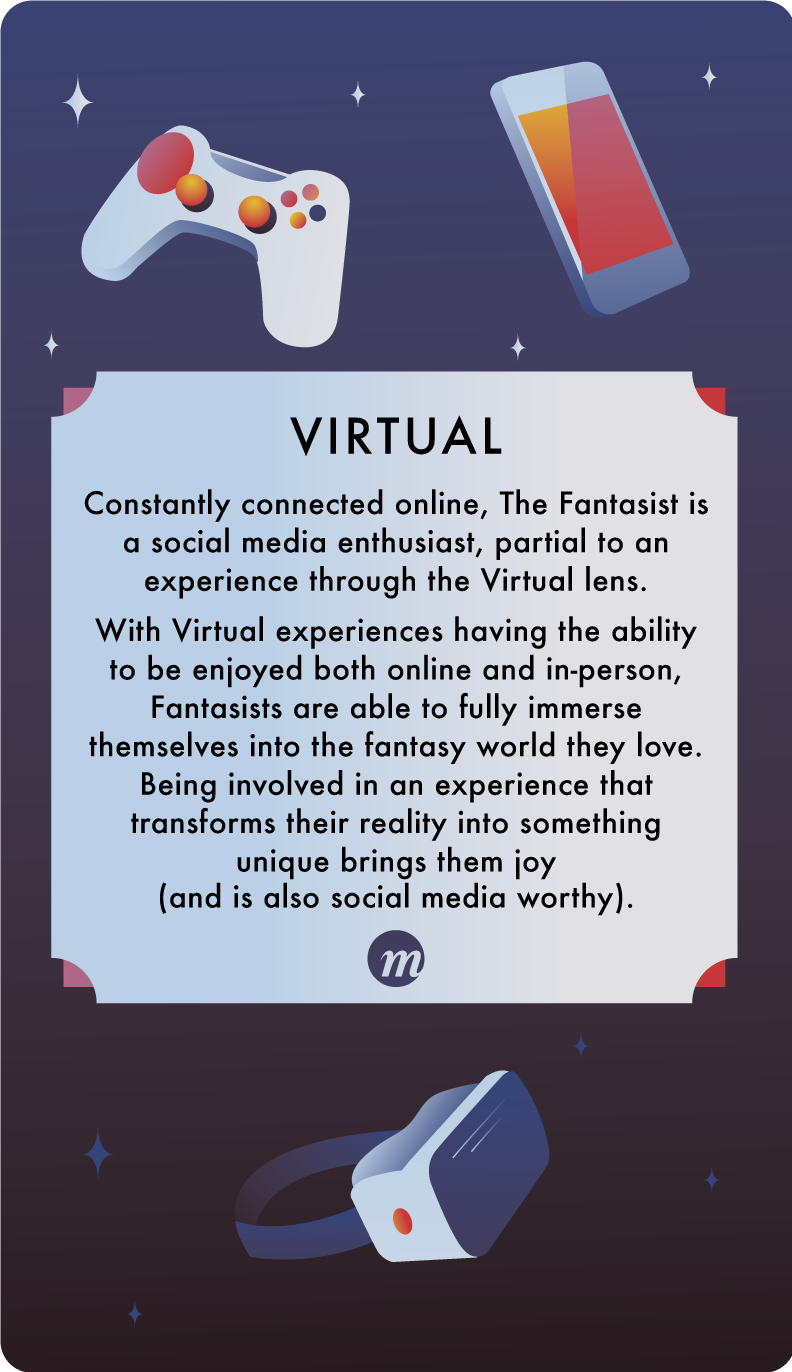 VIRTUAL
Constantly connected online, The Fantasist is
a social media enthusiast, partial to an
experience through the Virtual lens.
With Virtual experiences having the ability
to be enjoyed both online and in-person,
Fantasists are able to fully immerse
themselves into the fantasy world they love.
Being involved in an experience that
transforms their reality into something
unique brings them joy
(and is also social media worthy).
m